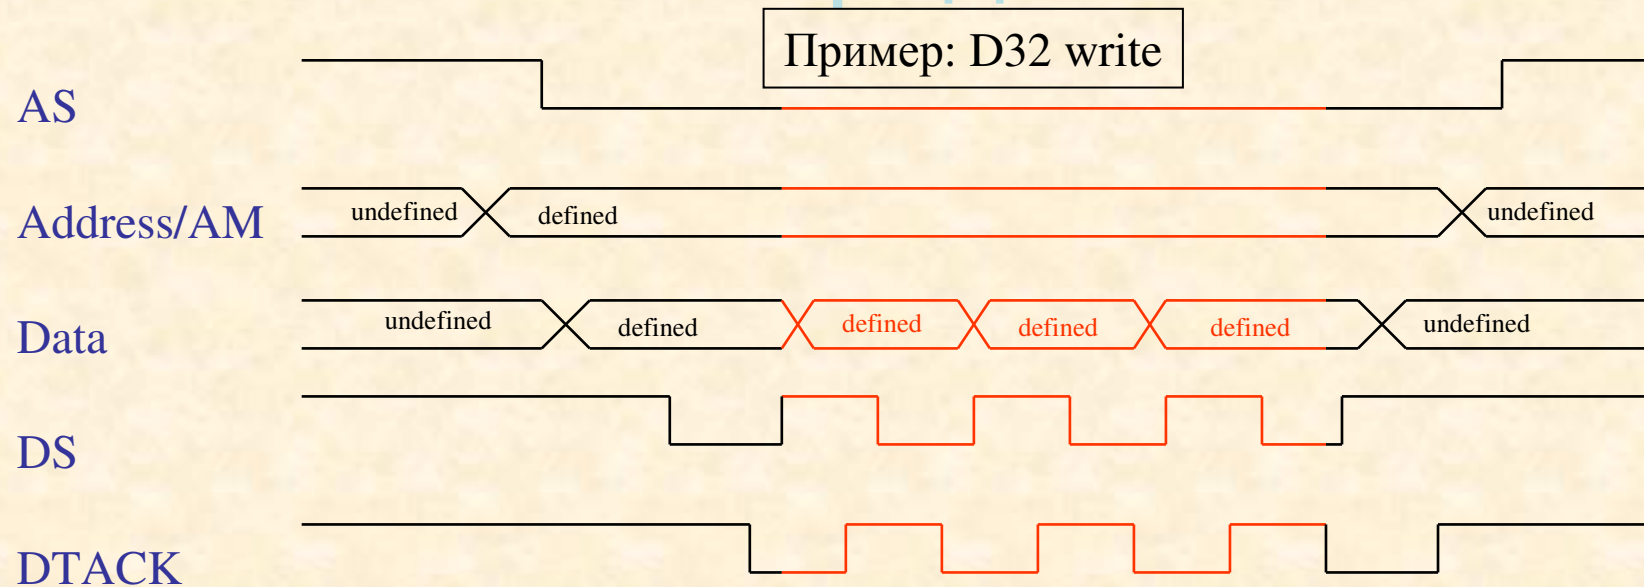 Пример: D32 write
AS
Address/AM
undefined
defined
undefined
Data
undefined
defined
defined
defined
defined
undefined
DS
DTACK